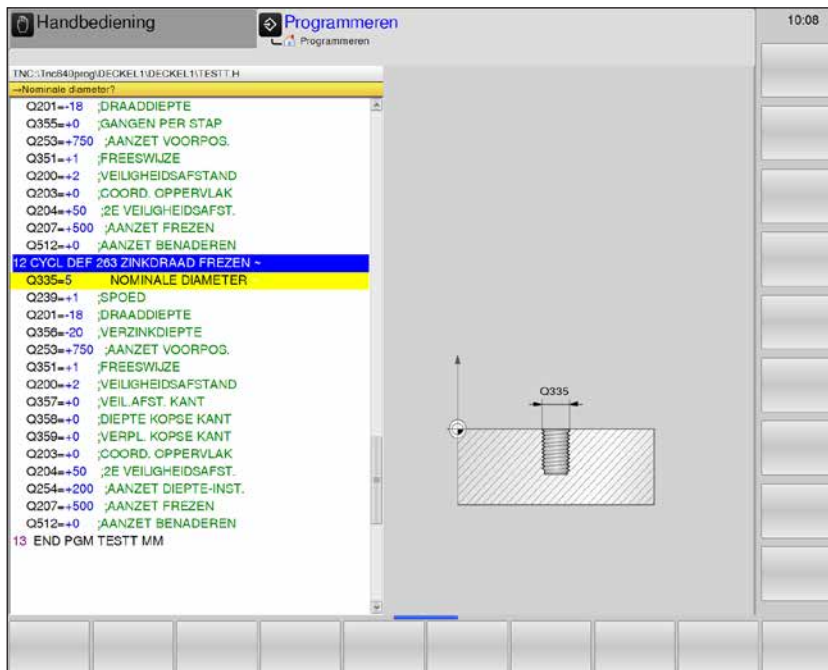 Handbediening
Programmeren
Programmeren
10:08
TNC:\Tnc640prog\DECKEL1\DECKEL1\TESTT.H
→Nominale diameter?
Q201=-18 ;DRAADDIEPTE
Q355=+0 ;GANGEN PER STAP
Q253=+750 ;AANZET VOORPOS.
Q351=+1 ;FREESWIJZE
Q200=+2 ;VEILIGHEIDSAFSTAND
Q203=+0 ;COORD. OPPERVLAK
Q204=+50 ;2E VEILIGHEIDSAFST.
Q207=+500 ;AANZET FREZEN
Q512=+0 ;AANZET BENADEREN
12 CYCL DEF 263 ZINKDRAAD FREZEN ~
Q335=5 NOMINALE DIAMETER
Q239=+1 ;SPOED
Q201=-18 ;DRAADDIEPTE
Q356=-20 ;VERZINKDIEPTE
Q253=+750 ;AANZET VOORPOS.
Q351=+1 ;FREESWIJZE
Q200=+2 ;VEILIGHEIDSAFSTAND
Q357=+0 ;VEIL.AFST. KANT
Q358=+0 ;DIEPTE KOPSE KANT
Q359=+0 ;VERPL. KOPSE KANT
Q203=+0 ;COORD. OPPERVLAK
Q204=+50 ;2E VEILIGHEIDSAFST.
Q254=+200 ;AANZET DIEPTE-INST.
Q207=+500 ;AANZET FREZEN
Q512=+0 ;AANZET BENADEREN
13 END PGM TESTT MM
Q335